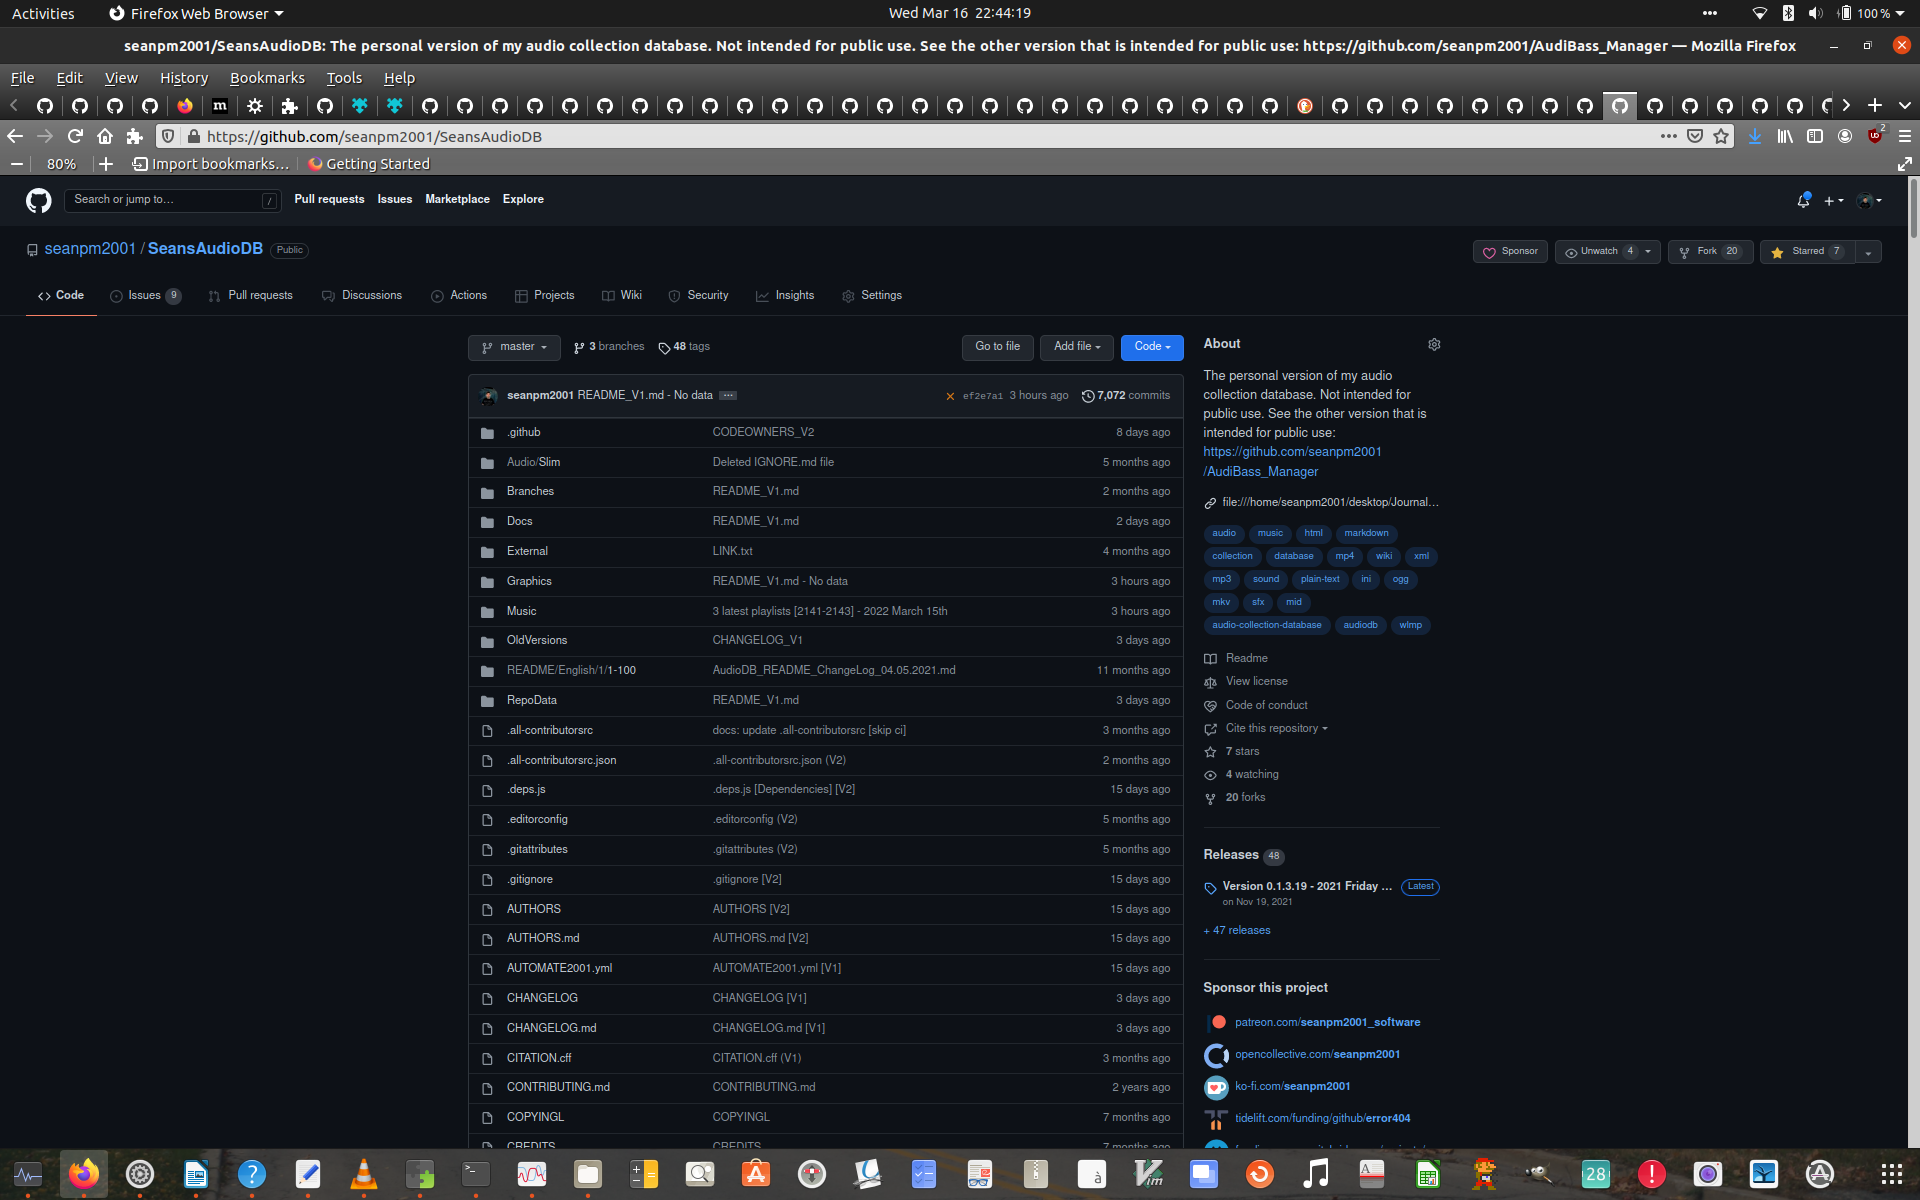 Activities
Firefox Web Browser
Wed Mar 16 22:44:19
100 %
seanpm2001/SeansAudioDB: The personal version of my audio collection database. Not intended for public use. See the other version that is intended for public use: https://github.com/seanpm2001/AudiBass_Manager — Mozilla Firefox
File Edit View History Bookmarks Tools Help
https://github.com/seanpm2001/SeansAudioDB
2
80%
Import bookmarks...
Getting Started
Search or jump to...
/
Pull requests Issues Marketplace Explore
seanpm2001 / SeansAudioDB
Public
Sponsor
Unwatch 4
Fork 20
Starred 7
Code
Issues 9
Pull requests
Discussions
Actions
Projects
Wiki
Security
Insights
Settings
master
3 branches
48 tags
Go to file
Add file
Code
seanpm2001 README_V1.md - No data
ef2e7a1 3 hours ago
7,072 commits
.github CODEOWNERS_V2 8 days ago
Audio/Slim Deleted IGNORE.md file 5 months ago
Branches README_V1.md 2 months ago
Docs README_V1.md 2 days ago
External LINK.txt 4 months ago
Graphics README_V1.md - No data 3 hours ago
Music 3 latest playlists [2141-2143] - 2022 March 15th 3 hours ago
OldVersions CHANGELOG_V1 3 days ago
README/English/1/1-100 AudioDB_README_ChangeLog_04.05.2021.md 11 months ago
RepoData README_V1.md 3 days ago
.all-contributorsrc docs: update .all-contributorsrc [skip ci] 3 months ago
.all-contributorsrc.json .all-contributorsrc.json (V2) 2 months ago
.deps.js .deps.js [Dependencies] [V2] 15 days ago
.editorconfig .editorconfig (V2) 5 months ago
.gitattributes .gitattributes (V2) 5 months ago
.gitignore .gitignore [V2] 15 days ago
AUTHORS AUTHORS [V2] 15 days ago
AUTHORS.md AUTHORS.md [V2] 15 days ago
AUTOMATE2001.yml AUTOMATE2001.yml [V1] 15 days ago
CHANGELOG CHANGELOG [V1] 3 days ago
CHANGELOG.md CHANGELOG.md [V1] 3 days ago
CITATION.cff CITATION.cff (V1) 3 months ago
CONTRIBUTING.md CONTRIBUTING.md 2 years ago
COPYINGL COPYINGL 7 months ago
CREDITS CREDITS 7 months ago
About
The personal version of my audio
collection database. Not intended for
public use. See the other version that is
intended for public use:
https://github.com/seanpm2001
/AudiBass_Manager
file:///home/seanpm2001/desktop/Journal...
audio music html markdown
collection database mp4 wiki xml
mp3 sound plain-text ini ogg
mkv sfx mid
audio-collection-database audiodb wlmp
Readme
View license
Code of conduct
Cite this repository
7 stars
4 watching
20 forks
Releases 48
Version 0.1.3.19 - 2021 Friday ... Latest
on Nov 19, 2021
+ 47 releases
Sponsor this project
patreon.com/seanpm2001_software
opencollective.com/seanpm2001
ko-fi.com/seanpm2001
tidelift.com/funding/github/error404
28